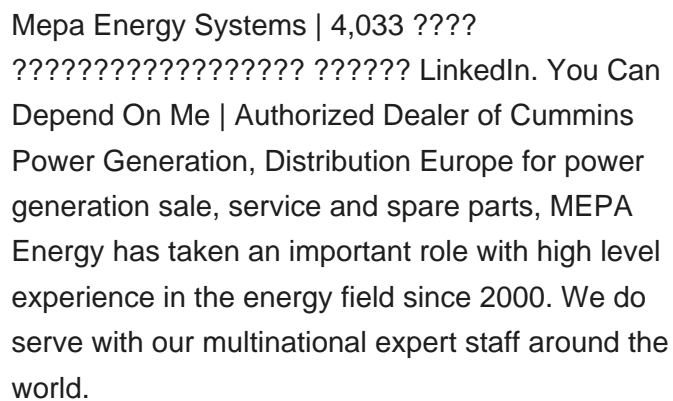 Mepa Energy Systems | 4,033 ????
?????????????????? ?????? LinkedIn. You Can
Depend On Me | Authorized Dealer of Cummins
Power Generation, Distribution Europe for power
generation sale, service and spare parts, MEPA
Energy has taken an important role with high level
experience in the energy field since 2000. We do
serve with our multinational expert staff around the
world.